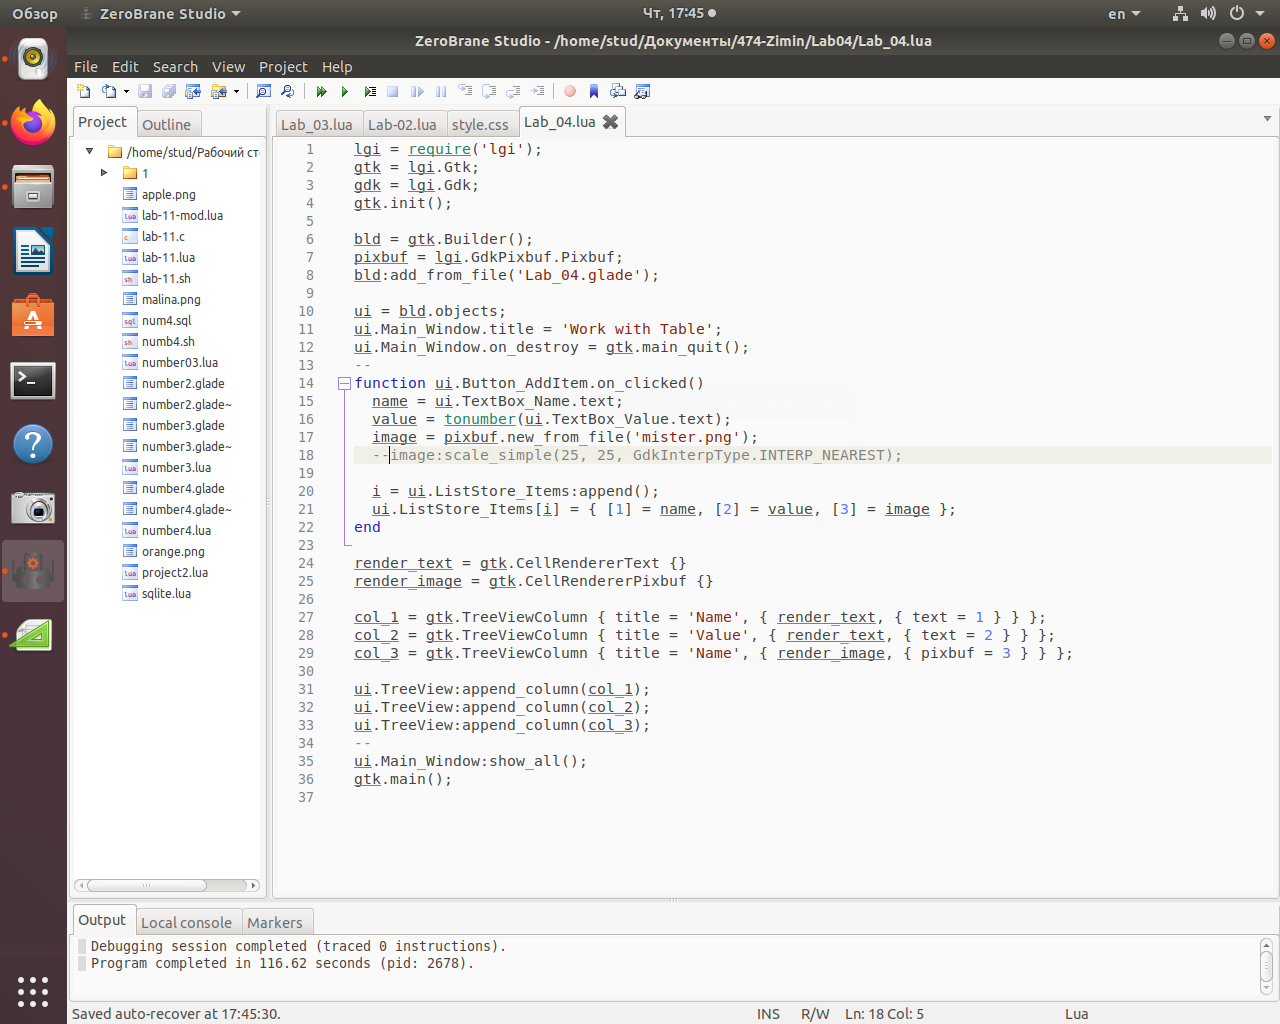 Обзор
ZeroBrane Studio
Чт, 17:45
en
ZeroBrane Studio - /home/stud/Документы/474-Zimin/Lab04/Lab_04.lua
File Edit Search View Project Help
Project Outline
Lab_03.lua Lab-02.lua style.css Lab_04.lua
/home/stud/Рабочий ст
1
apple.png
lab-11-mod.lua
lab-11.c
lab-11.lua
lab-11.sh
malina.png
num4.sql
numb4.sh
number03.lua
number2.glade
number2.glade~
number3.glade
number3.glade~
number3.lua
number4.glade
number4.glade~
number4.lua
orange.png
project2.lua
sqlite.lua
1 lgi = require('lgi');
2 gtk = lgi.Gtk;
3 gdk = lgi.Gdk;
4 gtk.init();
5
6 bld = gtk.Builder();
7 pixbuf = lgi.GdkPixbuf.Pixbuf;
8 bld:add_from_file('Lab_04.glade');
9
10 ui = bld.objects;
11 ui.Main_Window.title = 'Work with Table';
12 ui.Main_Window.on_destroy = gtk.main_quit();
13 --
14 function ui.Button_AddItem.on_clicked()
15 name = ui.TextBox_Name.text;
16 value = tonumber(ui.TextBox_Value.text);
17 image = pixbuf.new_from_file('mister.png');
18 --image:scale_simple(25, 25, GdkInterpType.INTERP_NEAREST);
19
20 i = ui.ListStore_Items:append();
21 ui.ListStore_Items[i] = { [1] = name, [2] = value, [3] = image };
22 end
23
24 render_text = gtk.CellRendererText {}
25 render_image = gtk.CellRendererPixbuf {}
26
27 col_1 = gtk.TreeViewColumn { title = 'Name', { render_text, { text = 1 } } };
28 col_2 = gtk.TreeViewColumn { title = 'Value', { render_text, { text = 2 } } };
29 col_3 = gtk.TreeViewColumn { title = 'Name', { render_image, { pixbuf = 3 } } };
30
31 ui.TreeView:append_column(col_1);
32 ui.TreeView:append_column(col_2);
33 ui.TreeView:append_column(col_3);
34 --
35 ui.Main_Window:show_all();
36 gtk.main();
37
Output Local console Markers
Debugging session completed (traced 0 instructions).
Program completed in 116.62 seconds (pid: 2678).
Saved auto-recover at 17:45:30.
INS R/W Ln: 18 Col: 5 Lua